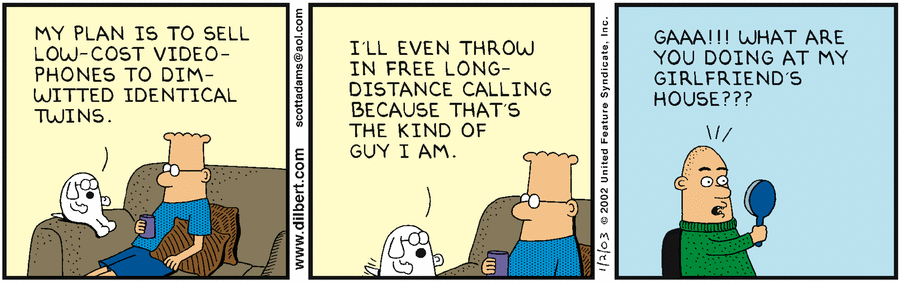 MY PLAN IS TO SELL
LOW-COST VIDEO-
PHONES TO DIM-
WITTED IDENTICAL
TWINS.
www.dilbert.com scottadams@aol.com
I'LL EVEN THROW
IN FREE LONG-
DISTANCE CALLING
BECAUSE THAT'S
THE KIND OF
GUY I AM.
1/2/03 © 2002 United Feature Syndicate, Inc.
GAAA!!! WHAT ARE
YOU DOING AT MY
GIRLFRIEND'S
HOUSE???